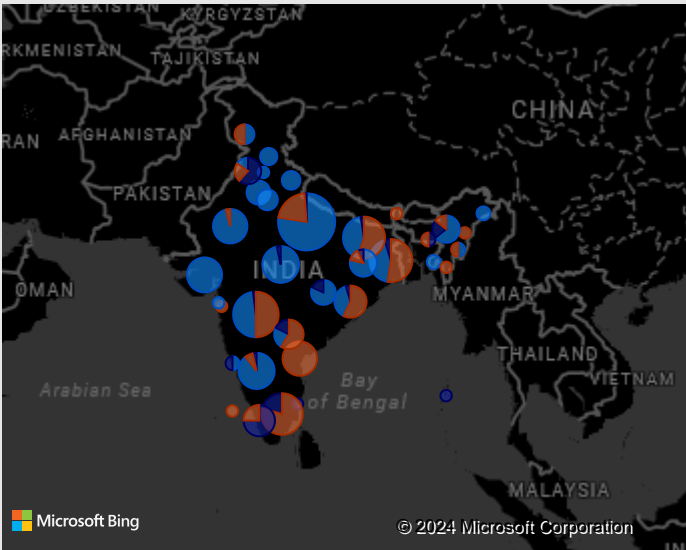 UZBEKISTAN
KYRGYZSTAN
RKMENISTAN
TAJIKISTAN
CHINA
RAN
AFGHANISTAN
PAKISTAN
INDIA
OMAN
MYANMAR
THAILAND
VIETNAM
Arabian Sea
Bay
of Bengal
MALAYSIA
Microsoft Bing
© 2024 Microsoft Corporation